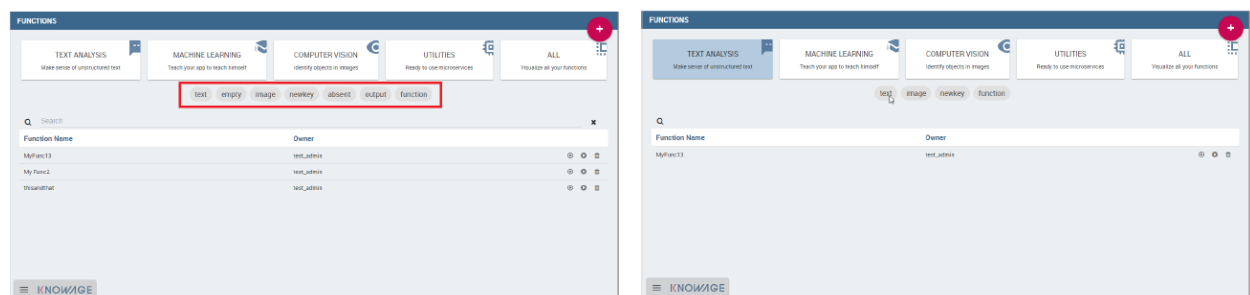 FUNCTIONS
+
TEXT ANALYSIS
Make sense of unstructured text
MACHINE LEARNING
Teach your app to teach himself
COMPUTER VISION
Identify objects in images
UTILITIES
Ready to use microservices
ALL
Visualize all your functions
text empty image newkey absent output function
Search x
Function Name Owner
MyFunc13 test_admin
My Func2 test_admin
thisandthat test_admin
KNOWAGE
FUNCTIONS
+
TEXT ANALYSIS
Make sense of unstructured text
MACHINE LEARNING
Teach your app to teach himself
COMPUTER VISION
Identify objects in images
UTILITIES
Ready to use microservices
ALL
Visualize all your functions
text image newkey function
Function Name Owner
MyFunc13 test_admin
KNOWAGE